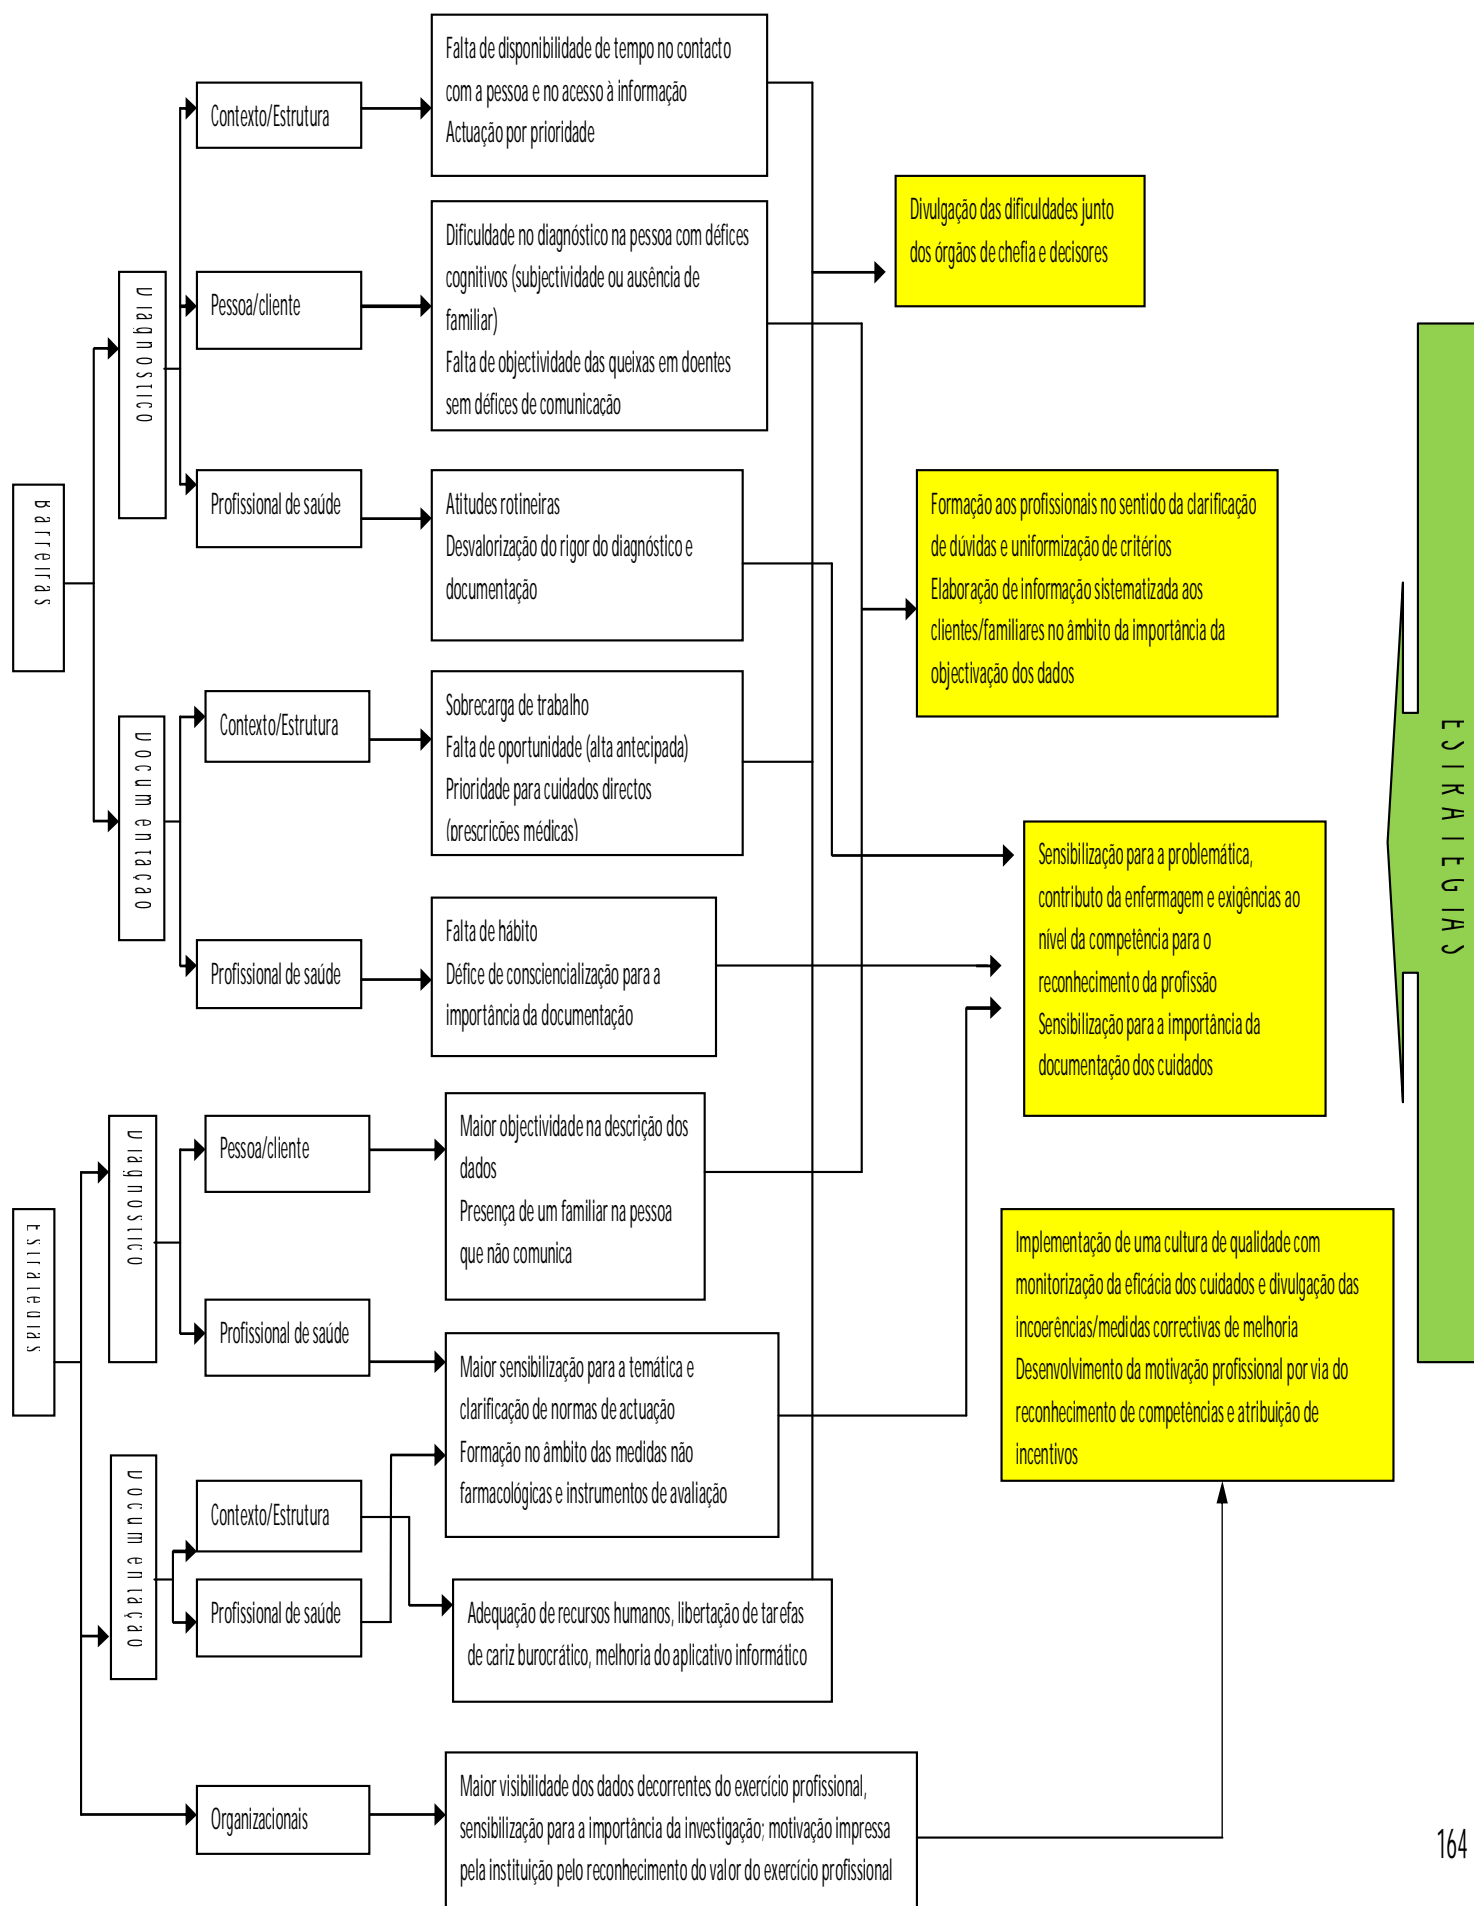 Barreiras
Diagnostico
Contexto/Estrutura
Falta de disponibilidade de tempo no contacto
com a pessoa e no acesso à informação
Actuação por prioridade
Pessoa/cliente
Dificuldade no diagnóstico na pessoa com défices
cognitivos (subjectividade ou ausência de
familiar)
Falta de objectividade das queixas em doentes
sem défices de comunicação
Profissional de saúde
Atitudes rotineiras
Desvalorização do rigor do diagnóstico e
documentação
Documentação
Contexto/Estrutura
Sobrecarga de trabalho
Falta de oportunidade (alta antecipada)
Prioridade para cuidados directos
(prescrições médicas)
Profissional de saúde
Falta de hábito
Défice de consciencialização para a
importância da documentação
Estratégias
Diagnostico
Pessoa/cliente
Maior objectividade na descrição dos
dados
Presença de um familiar na pessoa
que não comunica
Profissional de saúde
Maior sensibilização para a temática e
clarificação de normas de actuação
Formação no âmbito das medidas não
farmacológicas e instrumentos de avaliação
Documentação
Contexto/Estrutura
Profissional de saúde
Adequação de recursos humanos, libertação de tarefas
de cariz burocrático, melhoria do aplicativo informático
Organizacionais
Maior visibilidade dos dados decorrentes do exercício profissional,
sensibilização para a importância da investigação; motivação impressa
pela instituição pelo reconhecimento do valor do exercício profissional
Divulgação das dificuldades junto
dos órgãos de chefia e decisores
Formação aos profissionais no sentido da clarificação
de dúvidas e uniformização de critérios
Elaboração de informação sistematizada aos
clientes/familiares no âmbito da importância da
objectivação dos dados
Sensibilização para a problemática,
contributo da enfermagem e exigências ao
nível da competência para o
reconhecimento da profissão
Sensibilização para a importância da
documentação dos cuidados
Implementação de uma cultura de qualidade com
monitorização da eficácia dos cuidados e divulgação das
incoerências/medidas correctivas de melhoria
Desenvolvimento da motivação profissional por via do
reconhecimento de competências e atribuição de
incentivos
ESTRATEGIAS
164